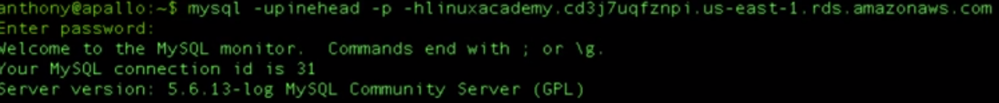 anthony@apallo:~$ mysql -upinehead -p -hlinuxacademy.cd3j7uqfznpi.us-east-1.rds.amazonaws.com
Enter password:
Welcome to the MySQL monitor.  Commands end with ; or \g.
Your MySQL connection id is 31
Server version: 5.6.13-log MySQL Community Server (GPL)